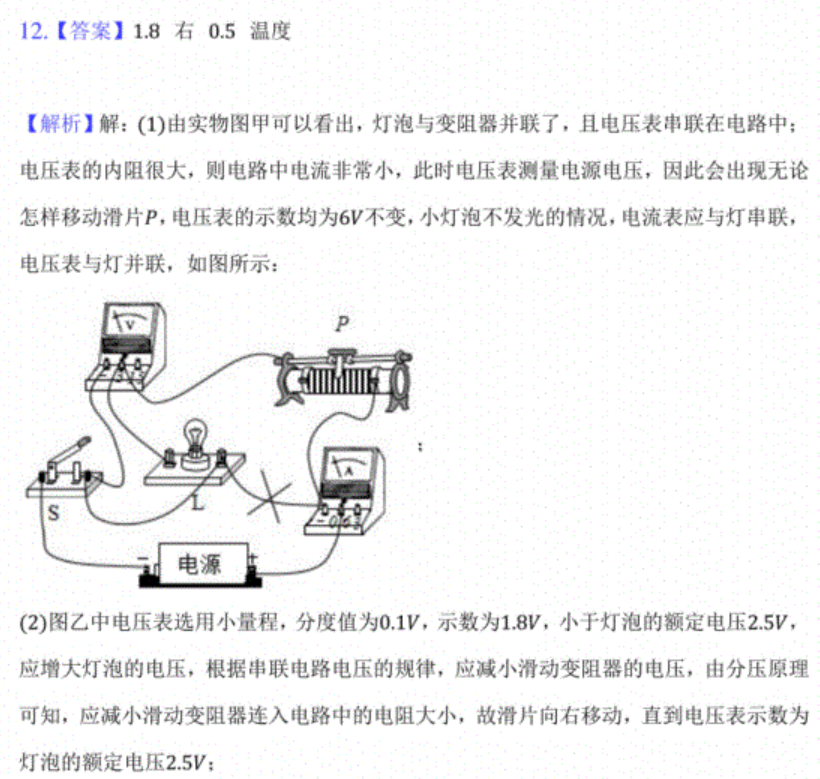 12.【答案】1.8 右 0.5 温度
【解析】解：(1)由实物图甲可以看出，灯泡与变阻器并联了，且电压表串联在电路中；
电压表的内阻很大，则电路中电流非常小，此时电压表测量电源电压，因此会出现无论
怎样移动滑片P，电压表的示数均为6V不变，小灯泡不发光的情况，电流表应与灯串联，
电压表与灯并联，如图所示：
P
V
- 3 15
；
A
S
L
- 0.6 3
- 电源 +
(2)图乙中电压表选用小量程，分度值为0.1V，示数为1.8V，小于灯泡的额定电压2.5V，
应增大灯泡的电压，根据串联电路电压的规律，应减小滑动变阻器的电压，由分压原理
可知，应减小滑动变阻器连入电路中的电阻大小，故滑片向右移动，直到电压表示数为
灯泡的额定电压2.5V；